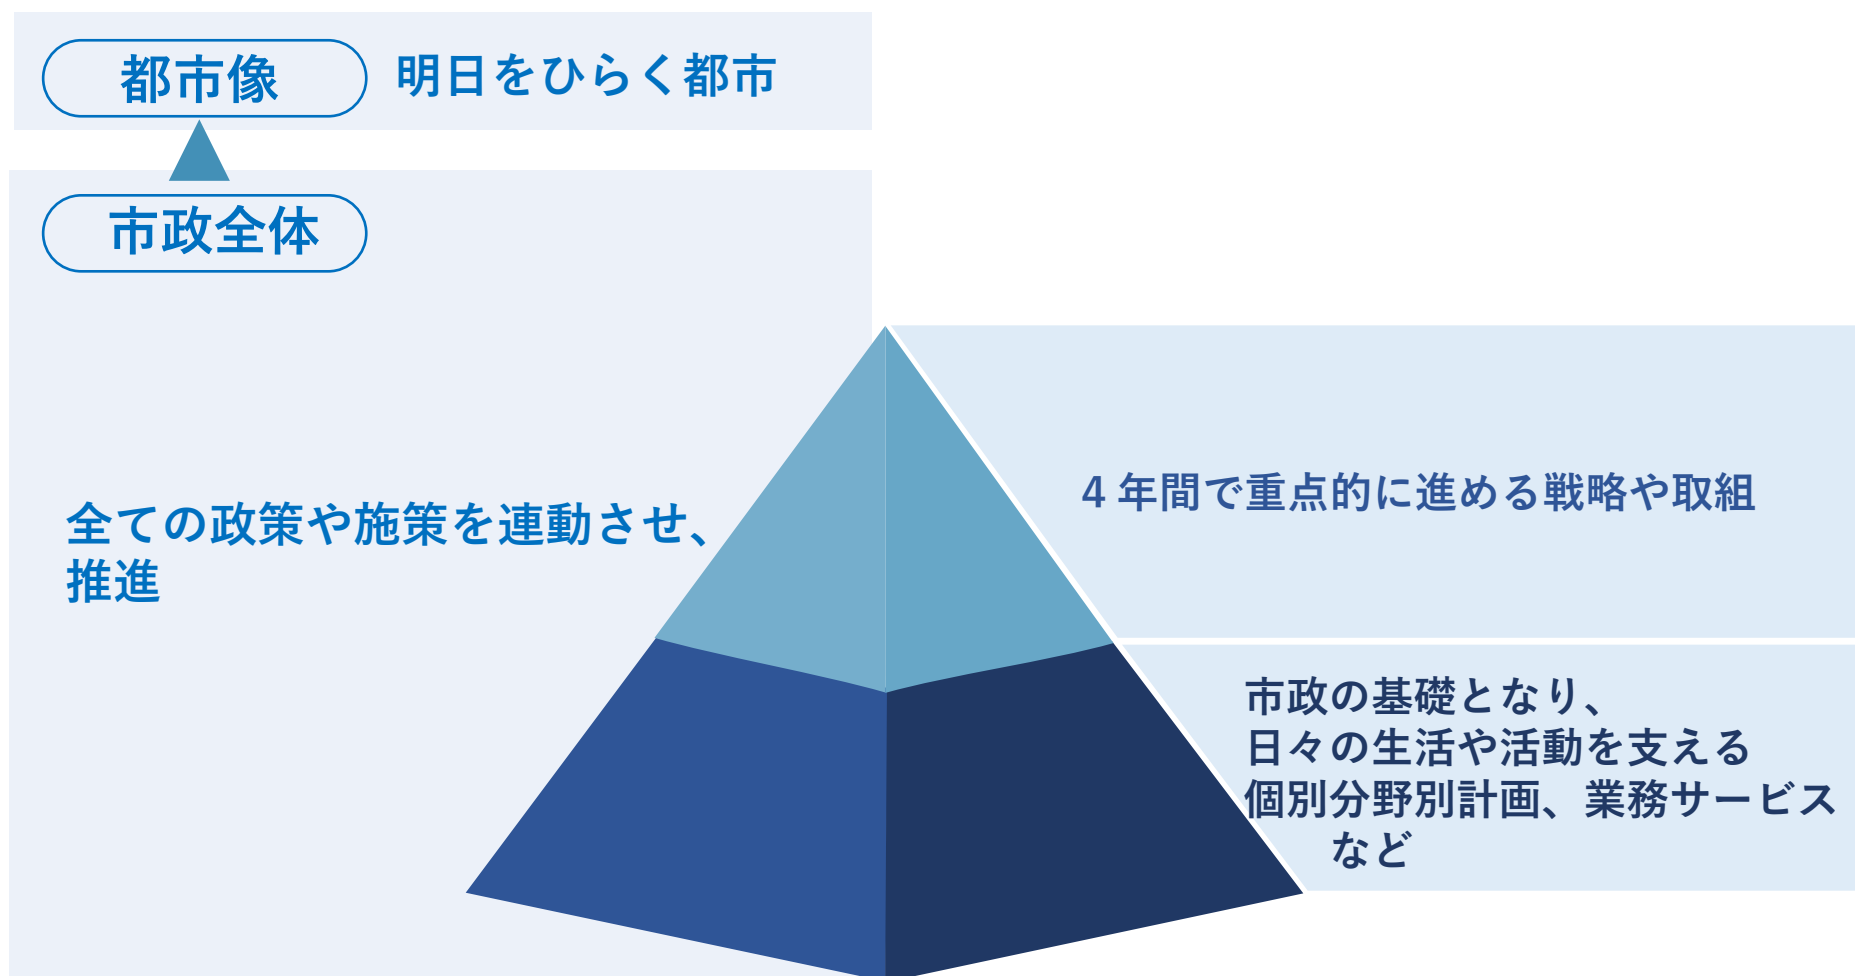 都市像
明日をひらく都市
市政全体
全ての政策や施策を連動させ、
推進
４年間で重点的に進める戦略や取組
市政の基礎となり、
日々の生活や活動を支える
個別分野別計画、業務サービス
など